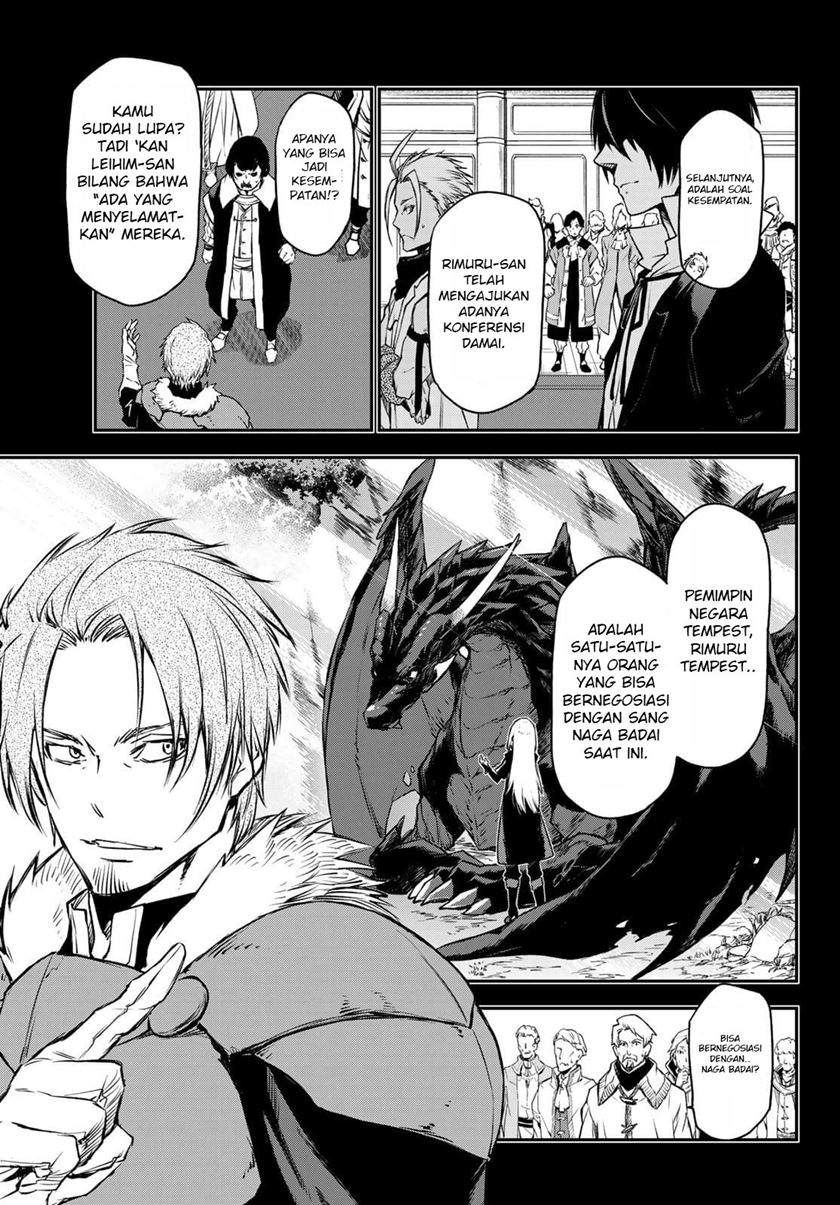 SELANJUTNYA,
ADALAH SOAL
KESEMPATAN.
RIMURU-SAN
TELAH
MENGAJUKAN
ADANYA
KONFERENSI
DAMAI.
APANYA
YANG BISA
JADI
KESEM-
PATAN!?
KAMU
SUDAH LUPA?
TADI 'KAN
LEIHIM-SAN
BILANG BAHWA
"ADA YANG
MENYELAMAT-
KAN" MEREKA.
PEMIMPIN
NEGARA
TEMPEST,
RIMURU
TEMPEST..
ADALAH
SATU-SATU-
NYA ORANG
YANG BISA
BERNEGOSIASI
DENGAN SANG
NAGA BADAI
SAAT INI.
BISA
BERNEGOSIASI
DENGAN..
NAGA BADAI?